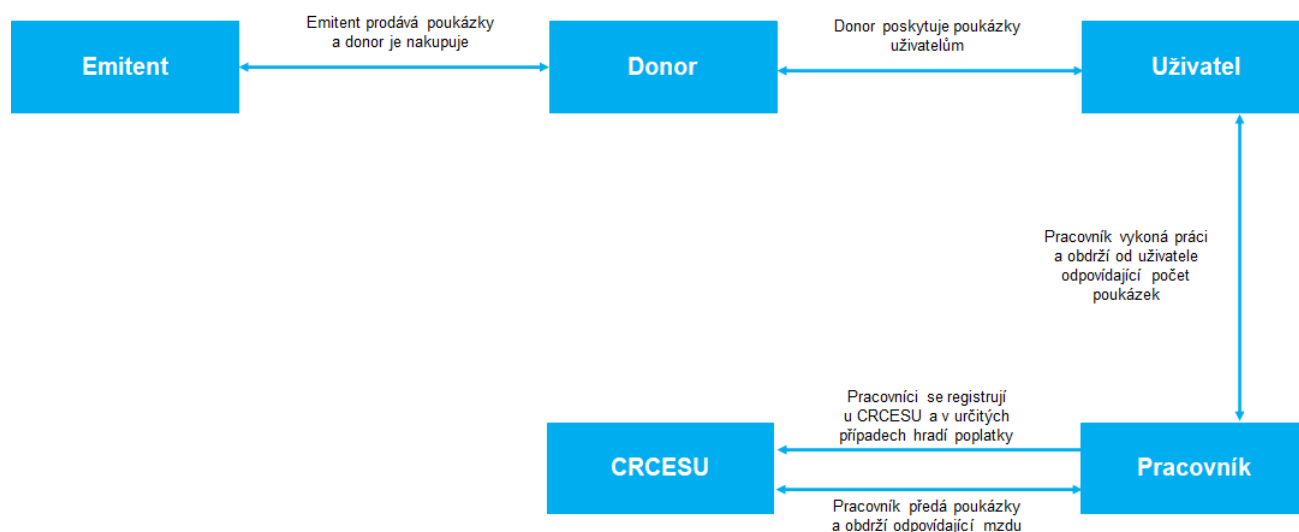 Emitent prodává poukázky
a donor je nakupuje
Donor poskytuje poukázky
uživatelům
Emitent
Donor
Uživatel
Pracovník vykoná práci
a obdrží od uživatele
odpovídající počet
poukázek
Pracovníci se registrují
u CRCESU a v určitých
případech hradí poplatky
CRCESU
Pracovník
Pracovník předá poukázky
a obdrží odpovídající mzdu